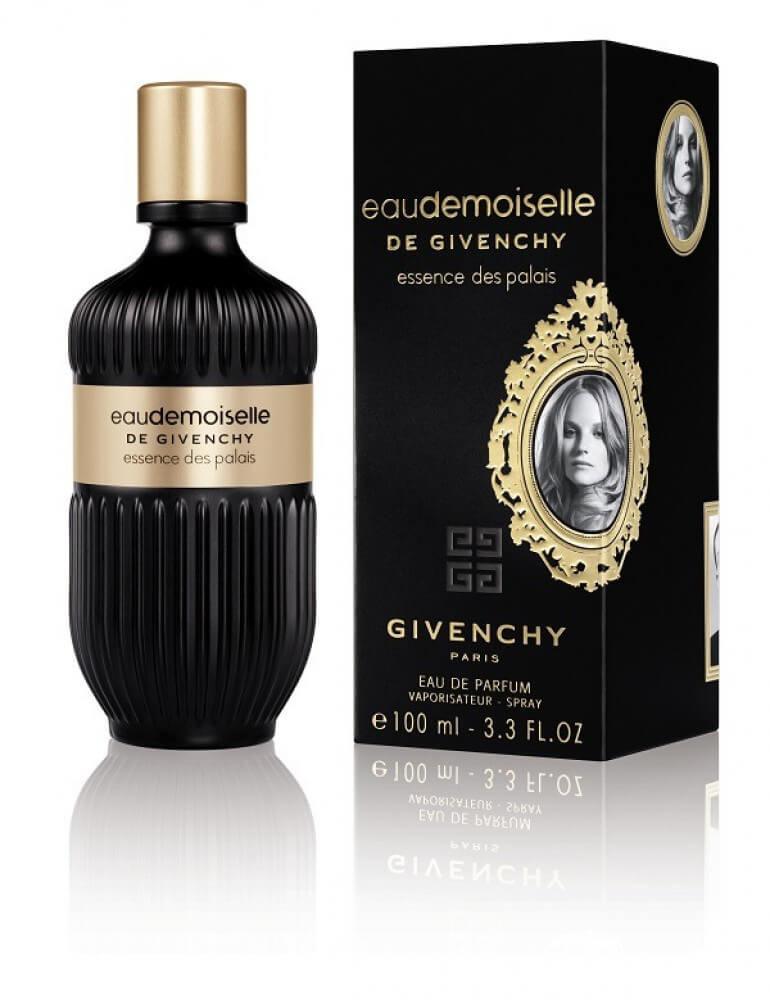 eaudemoiselle
DE GIVENCHY
essence des palais
eaudemoiselle
DE GIVENCHY
essence des palais
GIVENCHY
PARIS
EAU DE PARFUM
VAPORISATEUR - SPRAY
℮100 ml - 3.3 FL.OZ